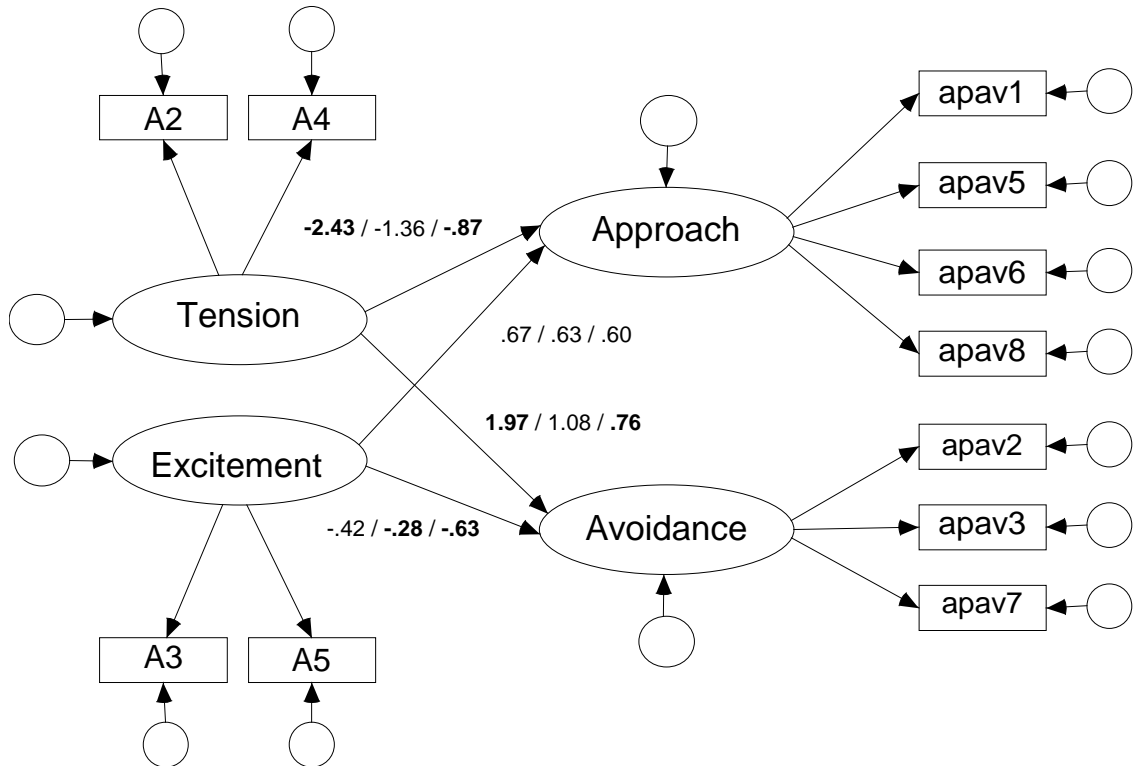 A2
A4
apav1
apav5
Approach
-2.43 / -1.36 / -.87
apav6
Tension
.67 / .63 / .60
apav8
1.97 / 1.08 / .76
apav2
Excitement
-.42 / -.28 / -.63
Avoidance
apav3
apav7
A3
A5